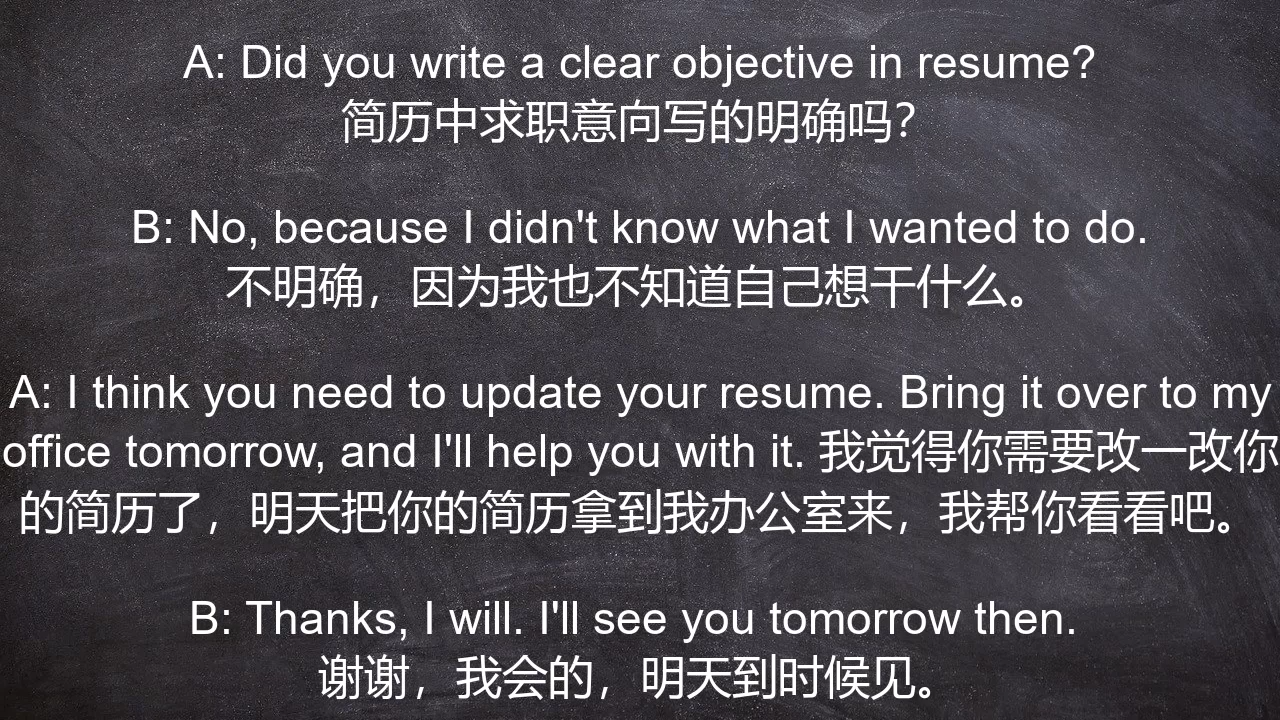 A: Did you write a clear objective in resume?
简历中求职意向写的明确吗?
B: No, because I didn't know what I wanted to do.
不明确，因为我也不知道自己想干什么。
A: I think you need to update your resume. Bring it over to my
office tomorrow, and I'll help you with it. 我觉得你需要改一改你
的简历了，明天把你的简历拿到我办公室来，我帮你看看吧。
B: Thanks, I will. I'll see you tomorrow then.
谢谢，我会的，明天到时候见。